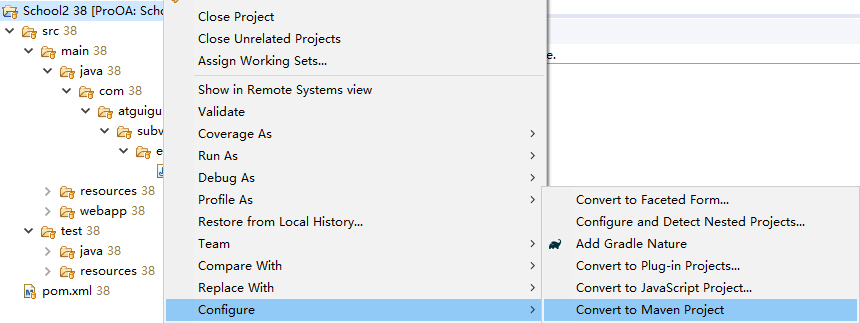 School2 38 [ProOA: Scho
src 38
main 38
java 38
com 38
atguigu
subv
e
resources 38
webapp 38
test 38
java 38
resources 38
pom.xml 38
Close Project
Close Unrelated Projects
Assign Working Sets...
Show in Remote Systems view
Validate
Coverage As
Run As
Debug As
Profile As
Restore from Local History...
Team
Compare With
Replace With
Configure
e.
Convert to Faceted Form...
Configure and Detect Nested Projects...
Add Gradle Nature
Convert to Plug-in Projects...
Convert to JavaScript Project...
Convert to Maven Project